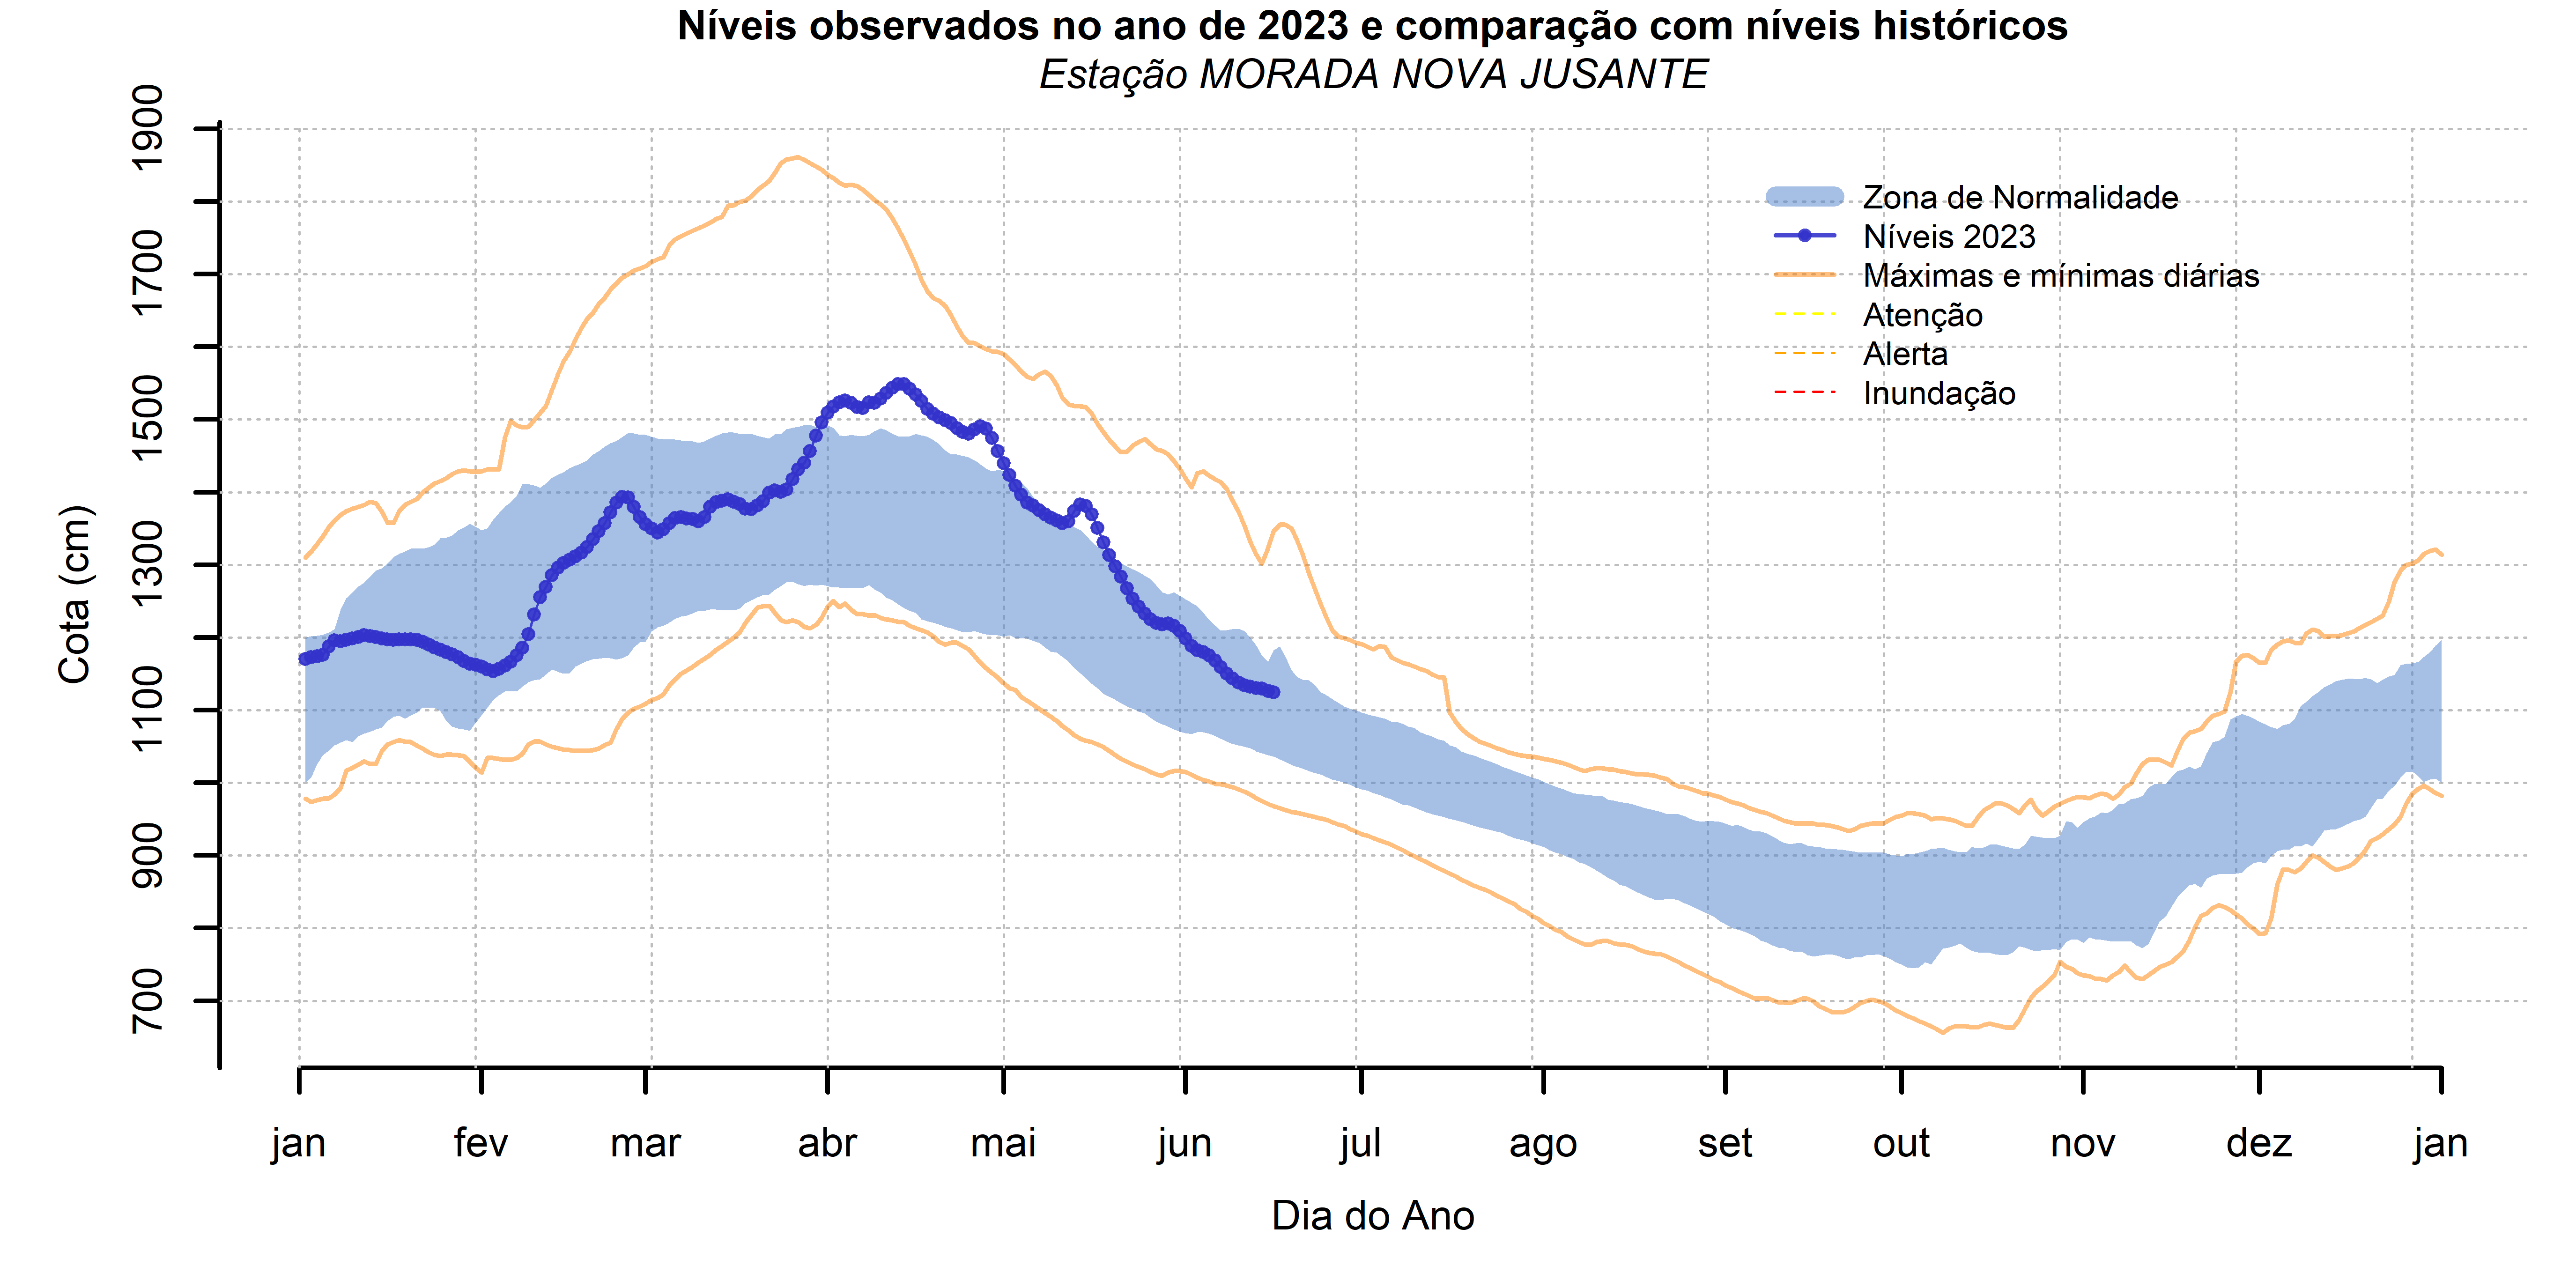 Níveis observados no ano de 2023 e comparação com níveis históricos
Estação MORADA NOVA JUSANTE
Cota (cm)
1900
1700
1500
1300
1100
900
700
Zona de Normalidade
Níveis 2023
Máximas e mínimas diárias
Atenção
Alerta
Inundação
jan fev mar abr mai jun jul ago set out nov dez jan
Dia do Ano